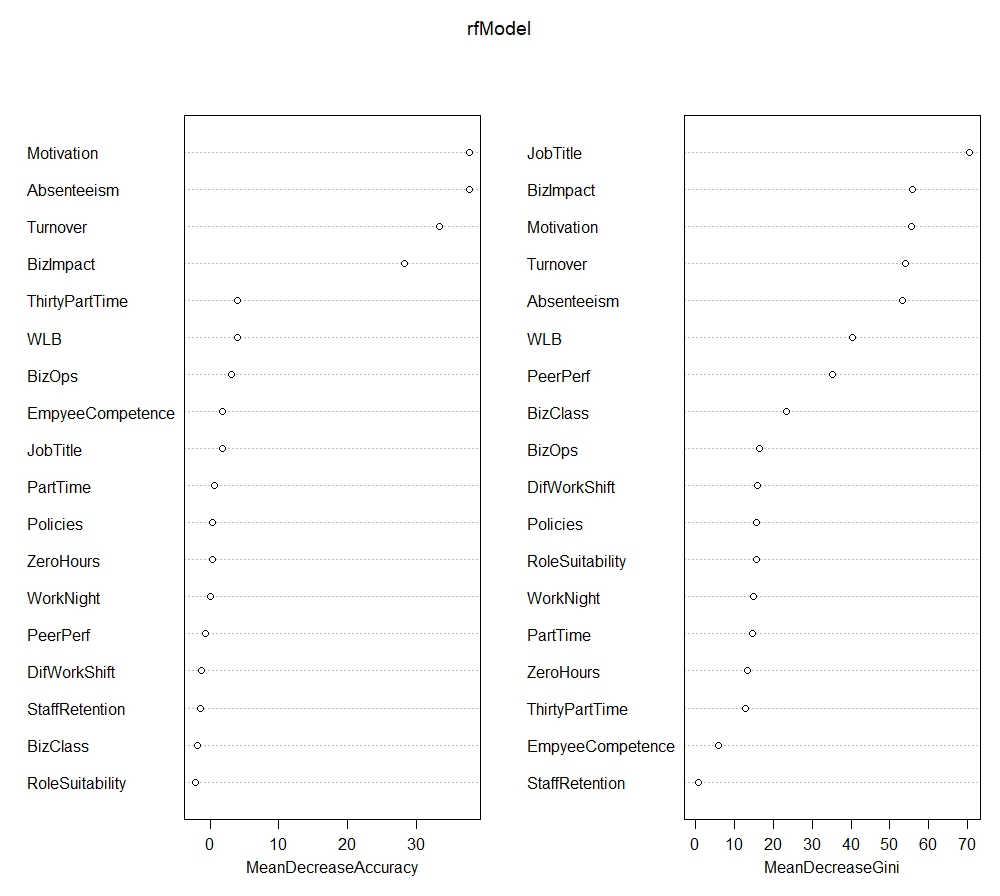 rfModel
Motivation
Absenteeism
Turnover
BizImpact
ThirtyPartTime
WLB
BizOps
EmpyeeCompetence
JobTitle
PartTime
Policies
ZeroHours
WorkNight
PeerPerf
DifWorkShift
StaffRetention
BizClass
RoleSuitability
0 10 20 30
MeanDecreaseAccuracy
JobTitle
BizImpact
Motivation
Turnover
Absenteeism
WLB
PeerPerf
BizClass
BizOps
DifWorkShift
Policies
RoleSuitability
WorkNight
PartTime
ZeroHours
ThirtyPartTime
EmpyeeCompetence
StaffRetention
0 10 20 30 40 50 60 70
MeanDecreaseGini